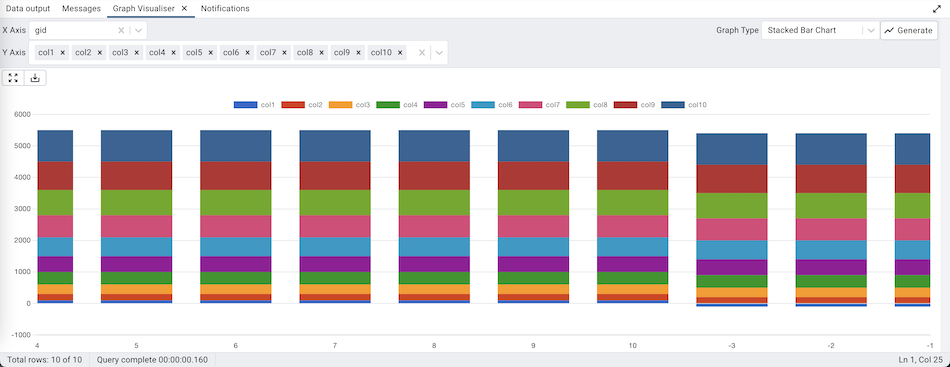 Data output Messages Graph Visualiser × Notifications
X Axis gid × Graph Type Stacked Bar Chart Generate
Y Axis col1 × col2 × col3 × col4 × col5 × col6 × col7 × col8 × col9 × col10 × ×
col1 col2 col3 col4 col5 col6 col7 col8 col9 col10
6000
5000
4000
3000
2000
1000
0
-1000
4 5 6 7 8 9 10 -3 -2 -1
Total rows: 10 of 10 Query complete 00:00:00.160 Ln 1, Col 25